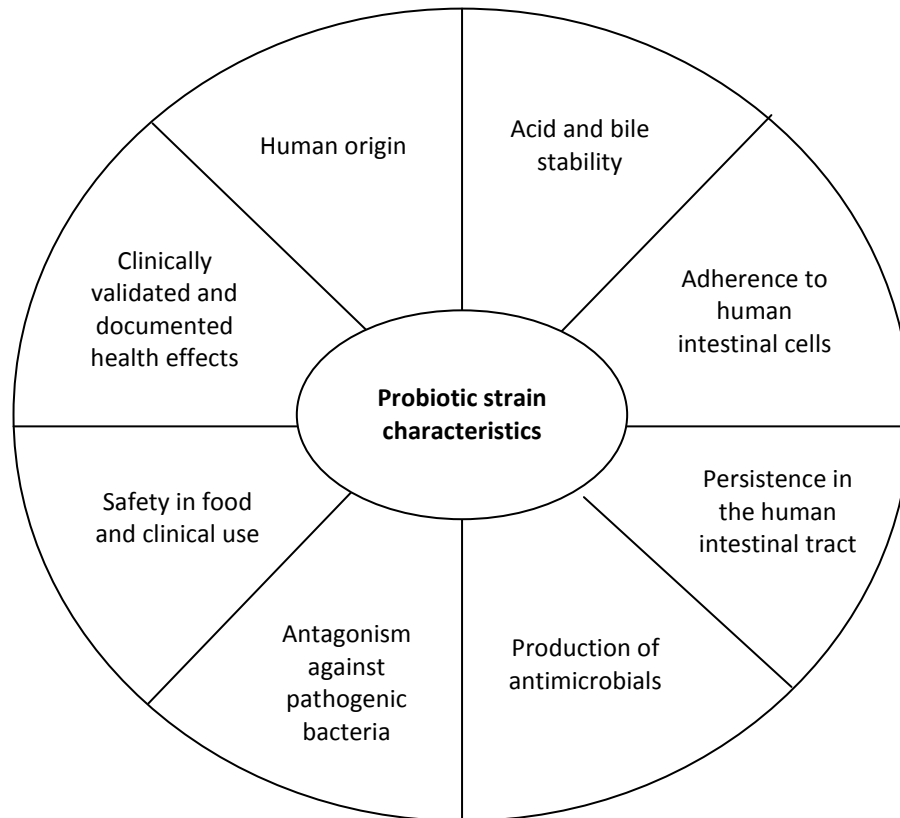 Human origin
Acid and bile
stability
Adherence to
human
intestinal cells
Persistence in
the human
intestinal tract
Production of
antimicrobials
Antagonism
against
pathogenic
bacteria
Safety in food
and clinical use
Clinically
validated and
documented
health effects
Probiotic strain
characteristics